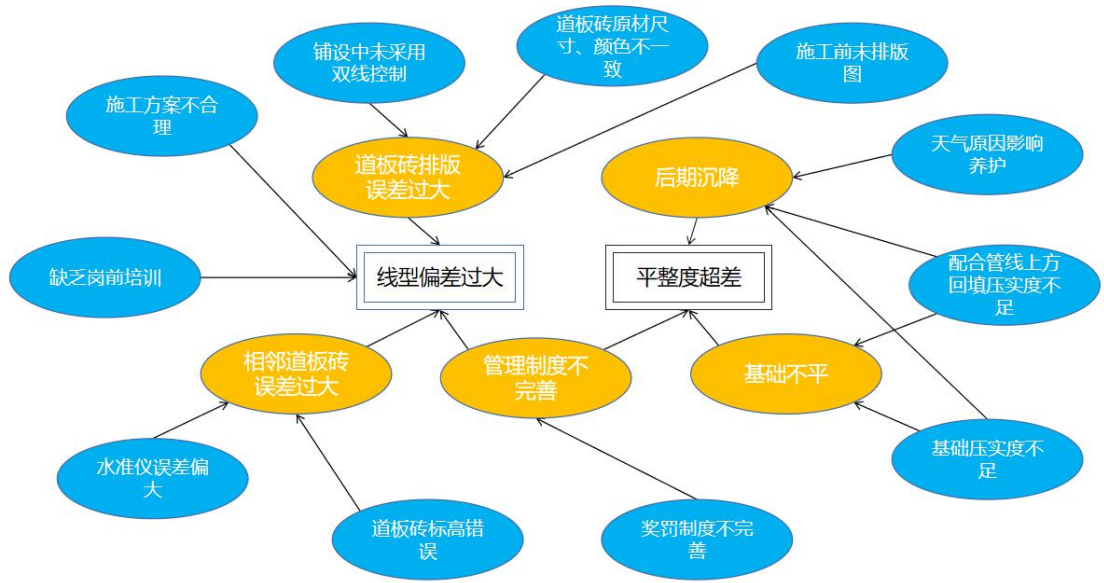 道板砖原材尺
寸、颜色不一
致
铺设中未采用
双线控制
施工前未排版
图
施工方案不合
理
天气原因影响
养护
道板砖排版
误差过大
后期沉降
缺乏岗前培训
线型偏差过大
平整度超差
配合管线上方
回填压实度不
足
相邻道板砖
误差过大
管理制度不
完善
基础不平
水准仪误差偏
大
基础压实度不
足
道板砖标高错
误
奖罚制度不完
善